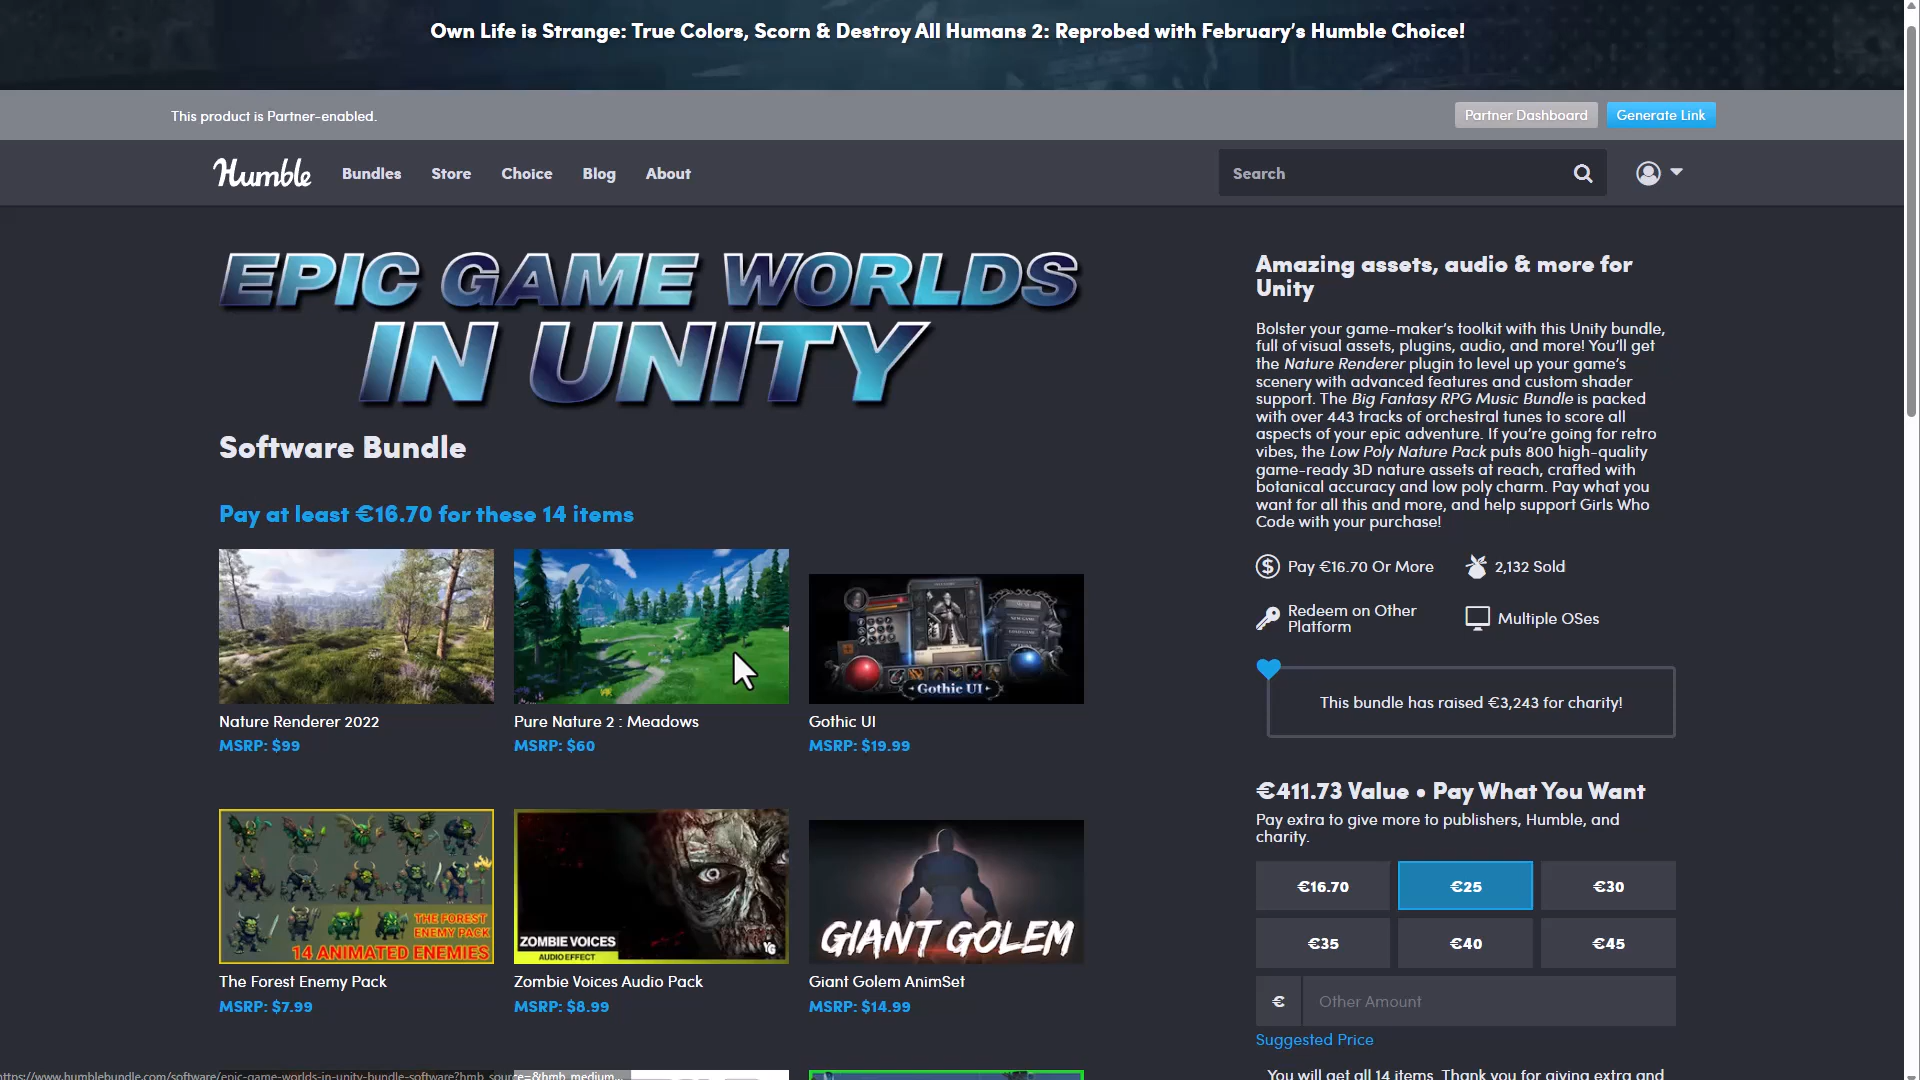 Own Life is Strange: True Colors, Scorn & Destroy All Humans 2: Reprobed with February's Humble Choice!
This product is Partner-enabled.
Partner Dashboard
Generate Link
Humble
Bundles
Store
Choice
Blog
About
Search
EPIC GAME WORLDS
IN UNITY
Software Bundle
Pay at least €16.70 for these 14 items
Gothic UI
Nature Renderer 2022
MSRP: $99
Pure Nature 2 : Meadows
MSRP: $60
Gothic UI
MSRP: $19.99
THE FOREST
ENEMY PACK
14 ANIMATED ENEMIES
ZOMBIE VOICES
AUDIO EFFECT
YG
GIANT GOLEM
The Forest Enemy Pack
MSRP: $7.99
Zombie Voices Audio Pack
MSRP: $8.99
Giant Golem AnimSet
MSRP: $14.99
Amazing assets, audio & more for
Unity
Bolster your game-maker's toolkit with this Unity bundle,
full of visual assets, plugins, audio, and more! You'll get
the Nature Renderer plugin to level up your game's
scenery with advanced features and custom shader
support. The Big Fantasy RPG Music Bundle is packed
with over 443 tracks of orchestral tunes to score all
aspects of your epic adventure. If you're going for retro
vibes, the Low Poly Nature Pack puts 800 high-quality
game-ready 3D nature assets at reach, crafted with
botanical accuracy and low poly charm. Pay what you
want for all this and more, and help support Girls Who
Code with your purchase!
Pay €16.70 Or More
2,132 Sold
Redeem on Other
Platform
Multiple OSes
This bundle has raised €3,243 for charity!
€411.73 Value • Pay What You Want
Pay extra to give more to publishers, Humble, and
charity.
€16.70
€25
€30
€35
€40
€45
€
Other Amount
Suggested Price
You will get all 14 items. Thank you for giving extra and
https://www.humblebundle.com/software/epic-game-worlds-in-unity-bundle-software?hmb_source=&hmb_medium...